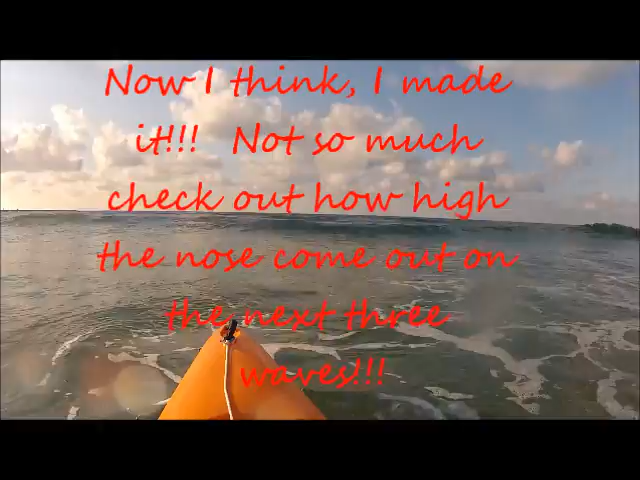 Now I think, I made
it!!! Not so much
check out how high
the nose come out on
the next three
waves!!!